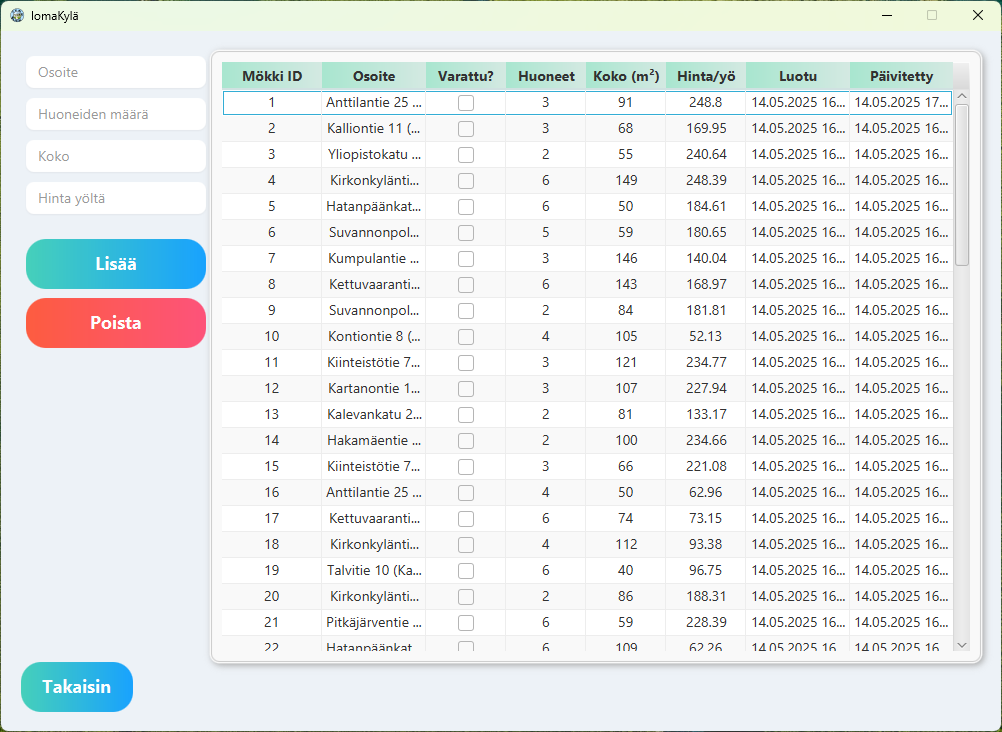 lomaKylä
Osoite
Huoneiden määrä
Koko
Hinta yöltä
Lisää
Poista
Takaisin
Mökki ID Osoite Varattu? Huoneet Koko (m²) Hinta/yö Luotu Päivitetty
1 Anttilantie 25 ... 3 91 248.8 14.05.2025 16... 14.05.2025 17...
2 Kalliontie 11 (... 3 68 169.95 14.05.2025 16... 14.05.2025 16...
3 Yliopistokatu ... 2 55 240.64 14.05.2025 16... 14.05.2025 16...
4 Kirkonkylänti... 6 149 248.39 14.05.2025 16... 14.05.2025 16...
5 Hatanpäänkat... 6 50 184.61 14.05.2025 16... 14.05.2025 16...
6 Suvannonpol... 5 59 180.65 14.05.2025 16... 14.05.2025 16...
7 Kumpulantie ... 3 146 140.04 14.05.2025 16... 14.05.2025 16...
8 Kettuvaaranti... 6 143 168.97 14.05.2025 16... 14.05.2025 16...
9 Suvannonpol... 2 84 181.81 14.05.2025 16... 14.05.2025 16...
10 Kontiontie 8 (... 4 105 52.13 14.05.2025 16... 14.05.2025 16...
11 Kiinteistötie 7... 3 121 234.77 14.05.2025 16... 14.05.2025 16...
12 Kartanontie 1... 3 107 227.94 14.05.2025 16... 14.05.2025 16...
13 Kalevankatu 2... 2 81 133.17 14.05.2025 16... 14.05.2025 16...
14 Hakamäentie ... 2 100 234.66 14.05.2025 16... 14.05.2025 16...
15 Kiinteistötie 7... 3 66 221.08 14.05.2025 16... 14.05.2025 16...
16 Anttilantie 25 ... 4 50 62.96 14.05.2025 16... 14.05.2025 16...
17 Kettuvaaranti... 6 74 73.15 14.05.2025 16... 14.05.2025 16...
18 Kirkonkylänti... 4 112 93.38 14.05.2025 16... 14.05.2025 16...
19 Talvitie 10 (Ka... 6 40 96.75 14.05.2025 16... 14.05.2025 16...
20 Kirkonkylänti... 2 86 188.31 14.05.2025 16... 14.05.2025 16...
21 Pitkäjärventie ... 6 59 228.39 14.05.2025 16... 14.05.2025 16...
22 Hatanpäänkat... 6 109 62.26 14.05.2025 16... 14.05.2025 16...